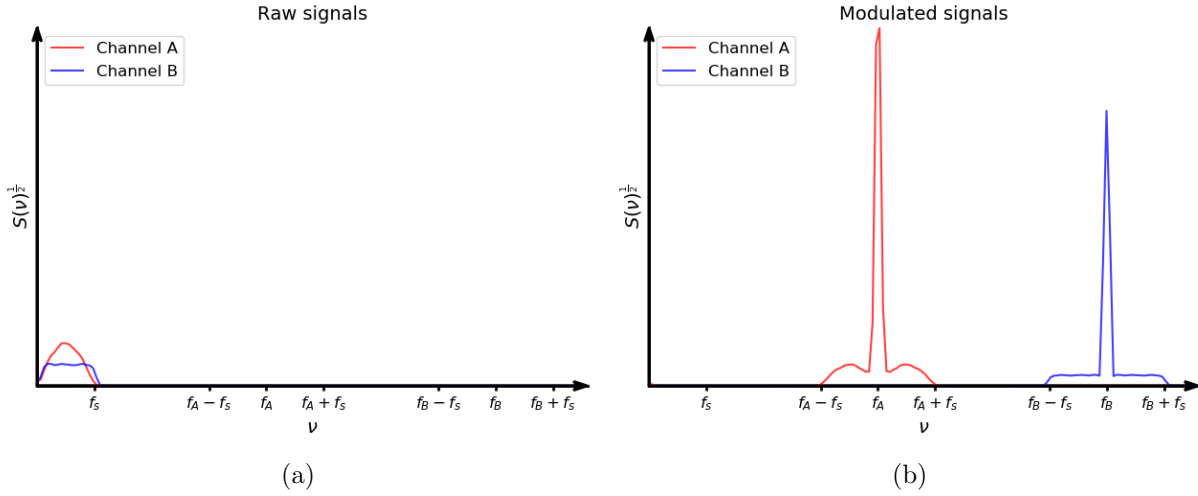 Raw signals
Channel A
Channel B
S(ν)^{1/2}
f_s
f_A − f_s
f_A
f_A + f_s
f_B − f_s
f_B
f_B + f_s
ν
(a)
Modulated signals
Channel A
Channel B
S(ν)^{1/2}
f_s
f_A − f_s
f_A
f_A + f_s
f_B − f_s
f_B
f_B + f_s
ν
(b)